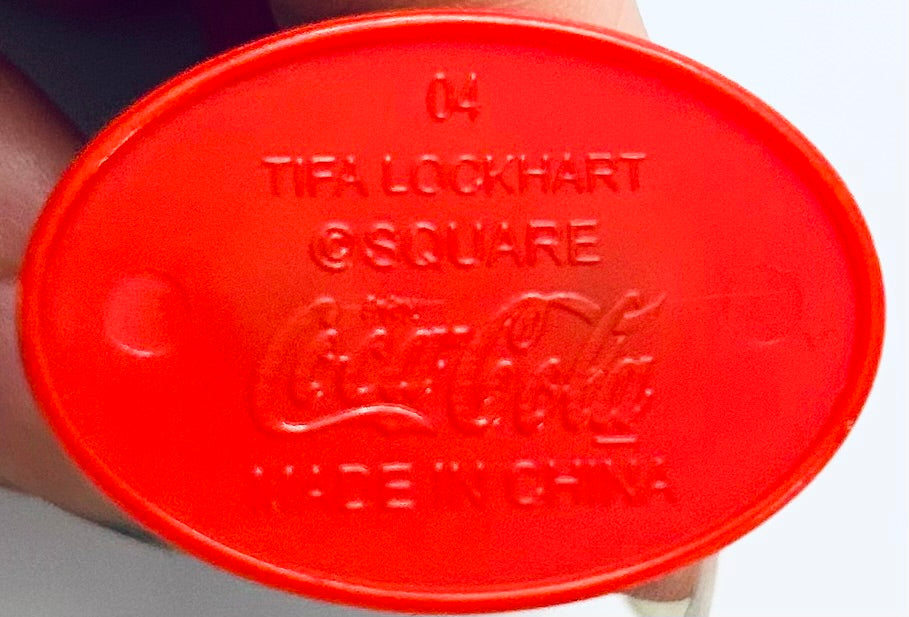 04
TIFA LOCKHART
©SQUARE
Coca-Cola
MADE IN CHINA